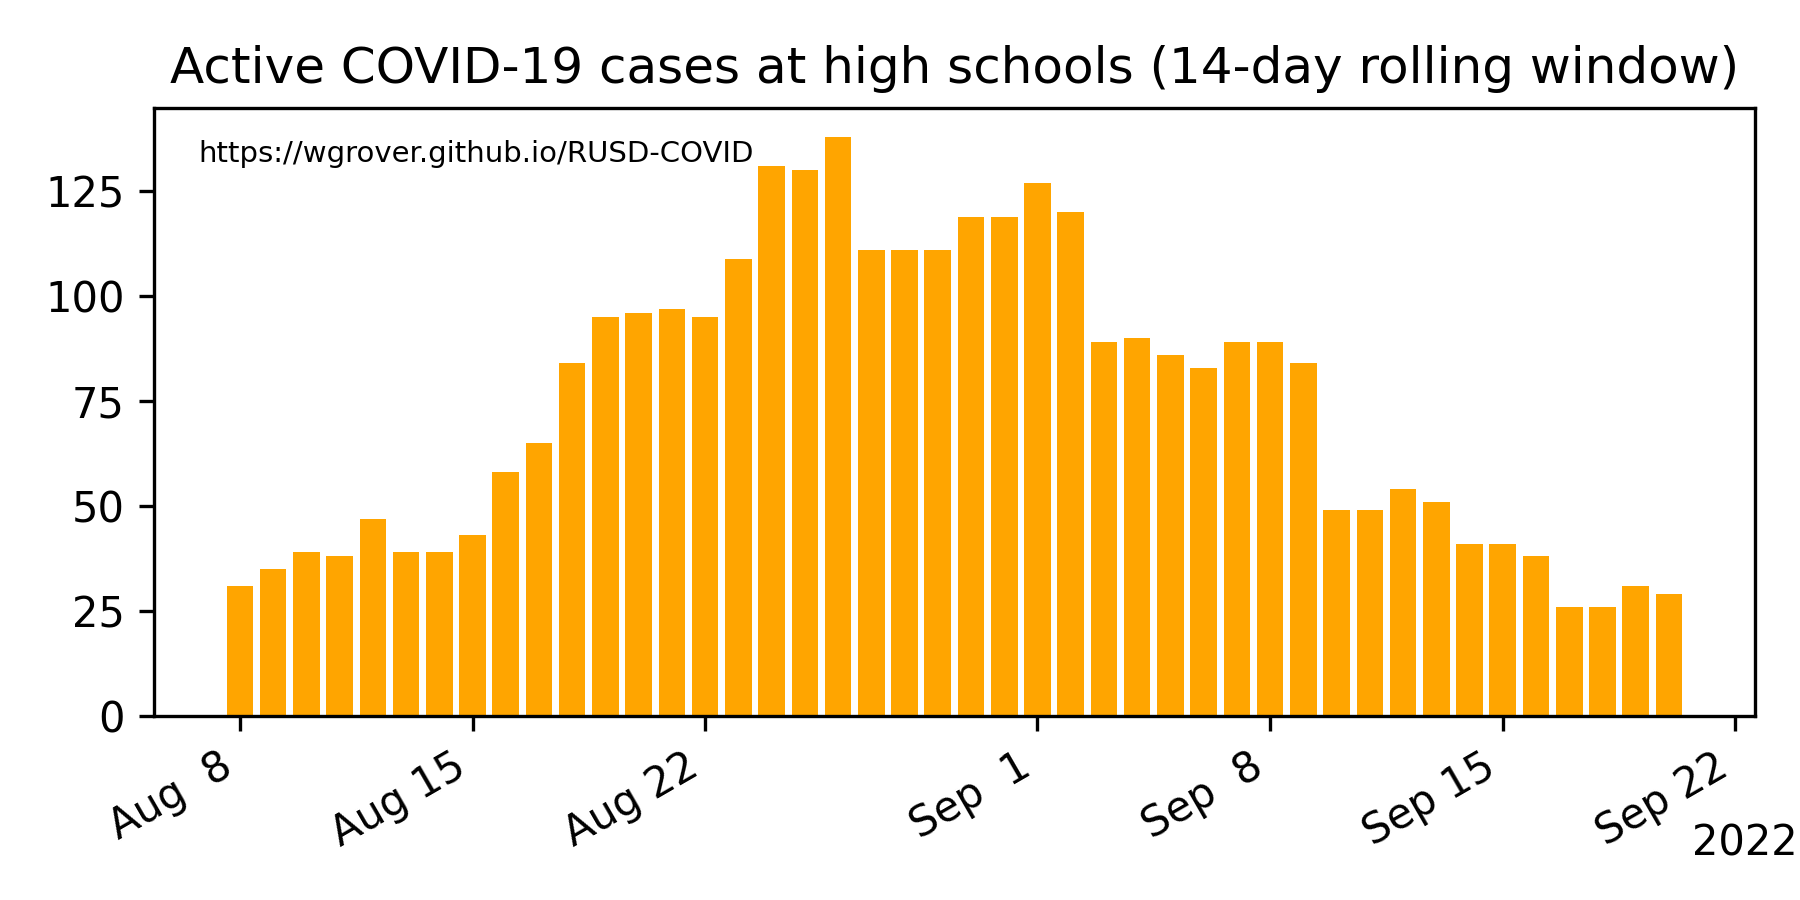 Active COVID-19 cases at high schools (14-day rolling window)
https://wgrover.github.io/RUSD-COVID
125
100
75
50
25
0
Aug 8
Aug 15
Aug 22
Sep 1
Sep 8
Sep 15
Sep 22
2022